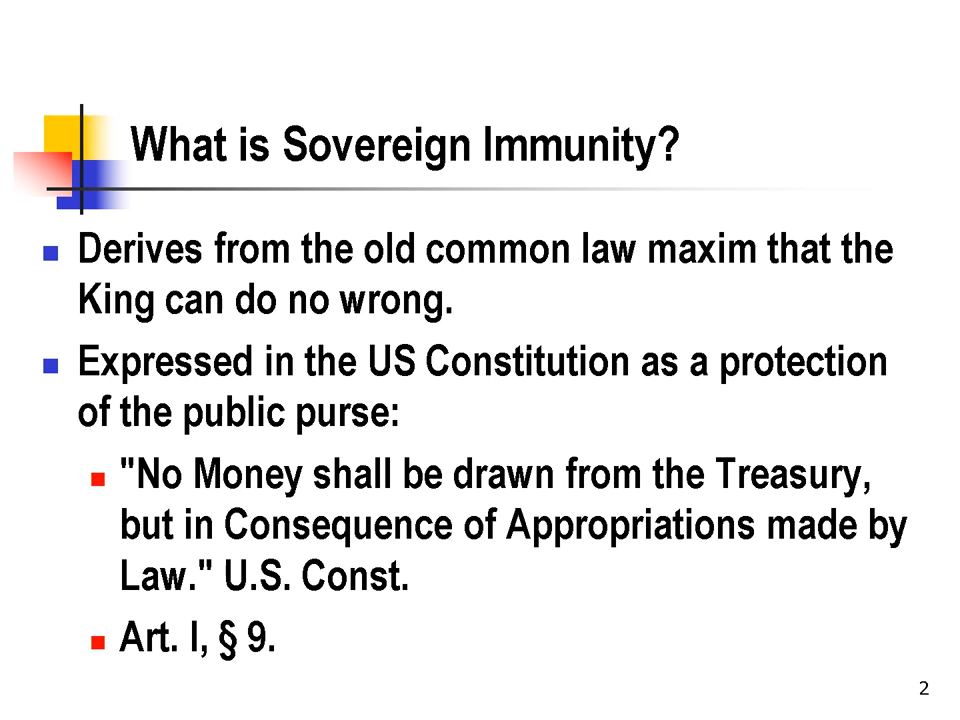 What is Sovereign Immunity?
Derives from the old common law maxim that the
King can do no wrong.
Expressed in the US Constitution as a protection
of the public purse:
"No Money shall be drawn from the Treasury,
but in Consequence of Appropriations made by
Law." U.S. Const.
Art. I, § 9.
2